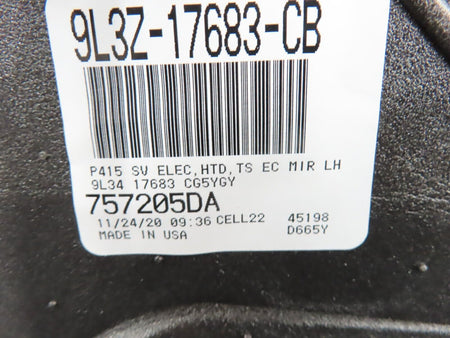 9L3Z-17683-CB
P415 SV ELEC,HTD,TS EC MIR LH
9L34 17683 CG5YGY
757205DA
11/24/20 09:36 CELL22 45198
MADE IN USA D665Y